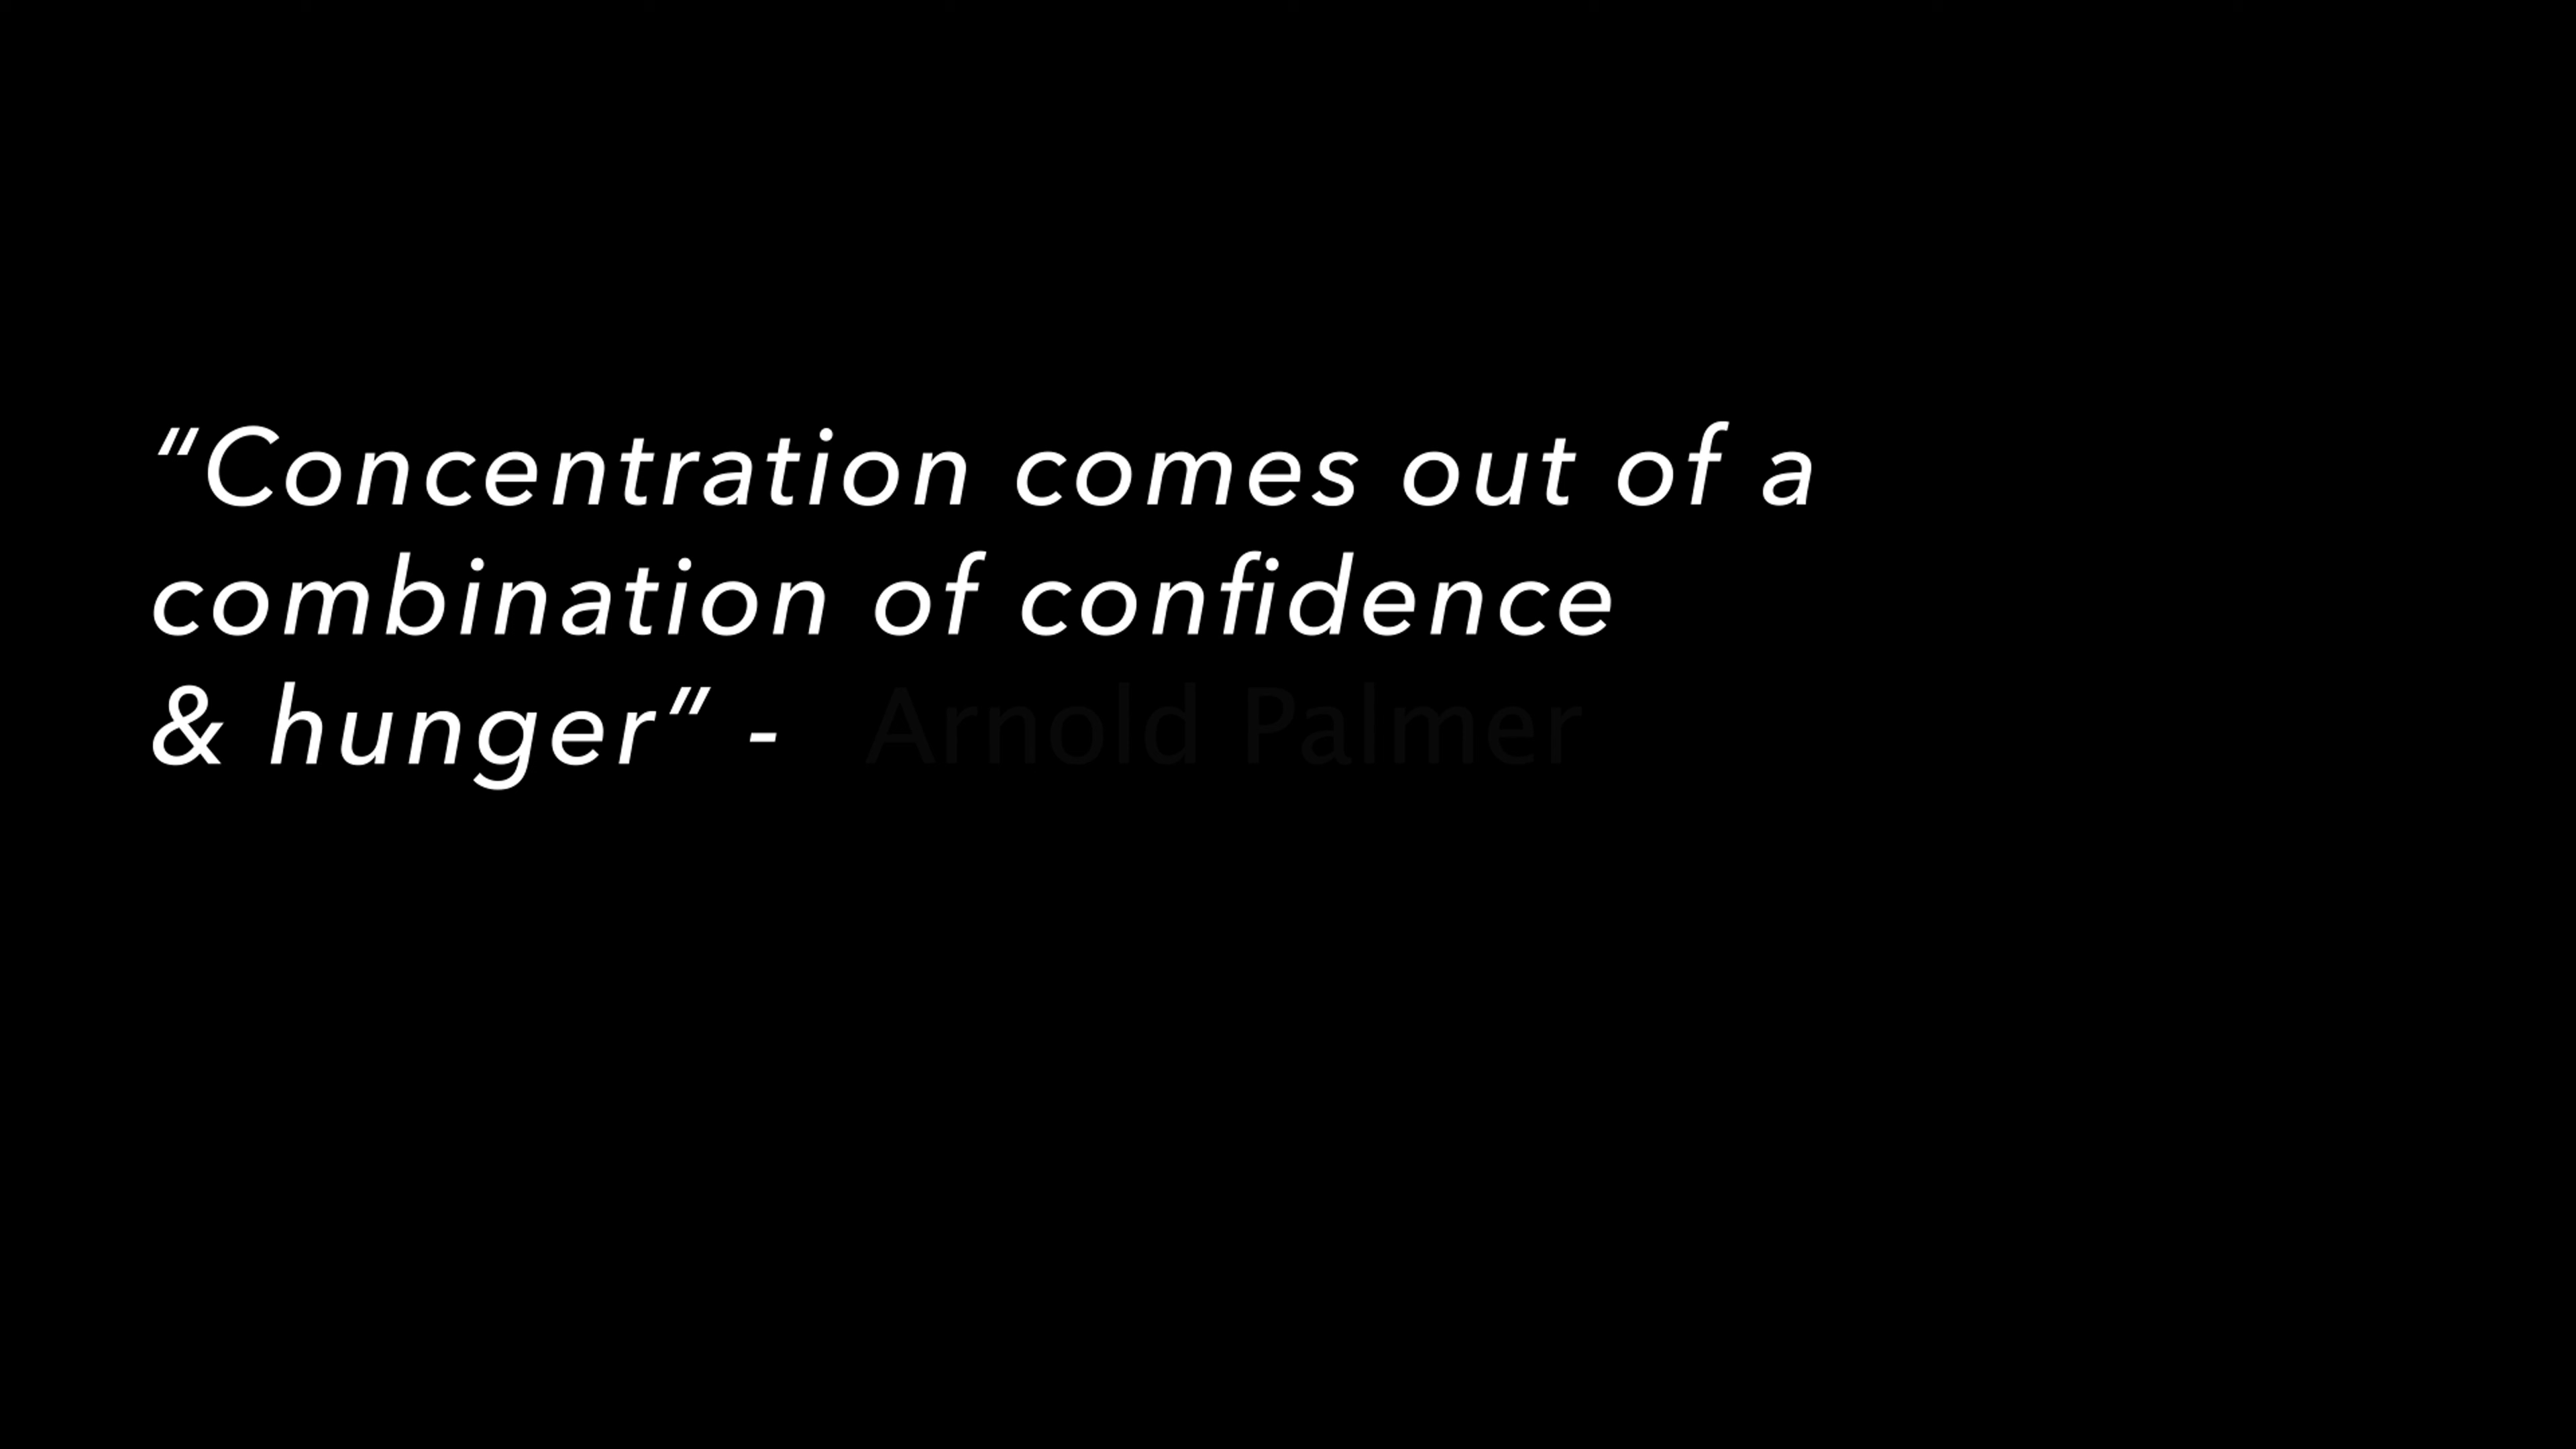 “Concentration comes out of a
combination of confidence
& hunger” - Arnold Palmer